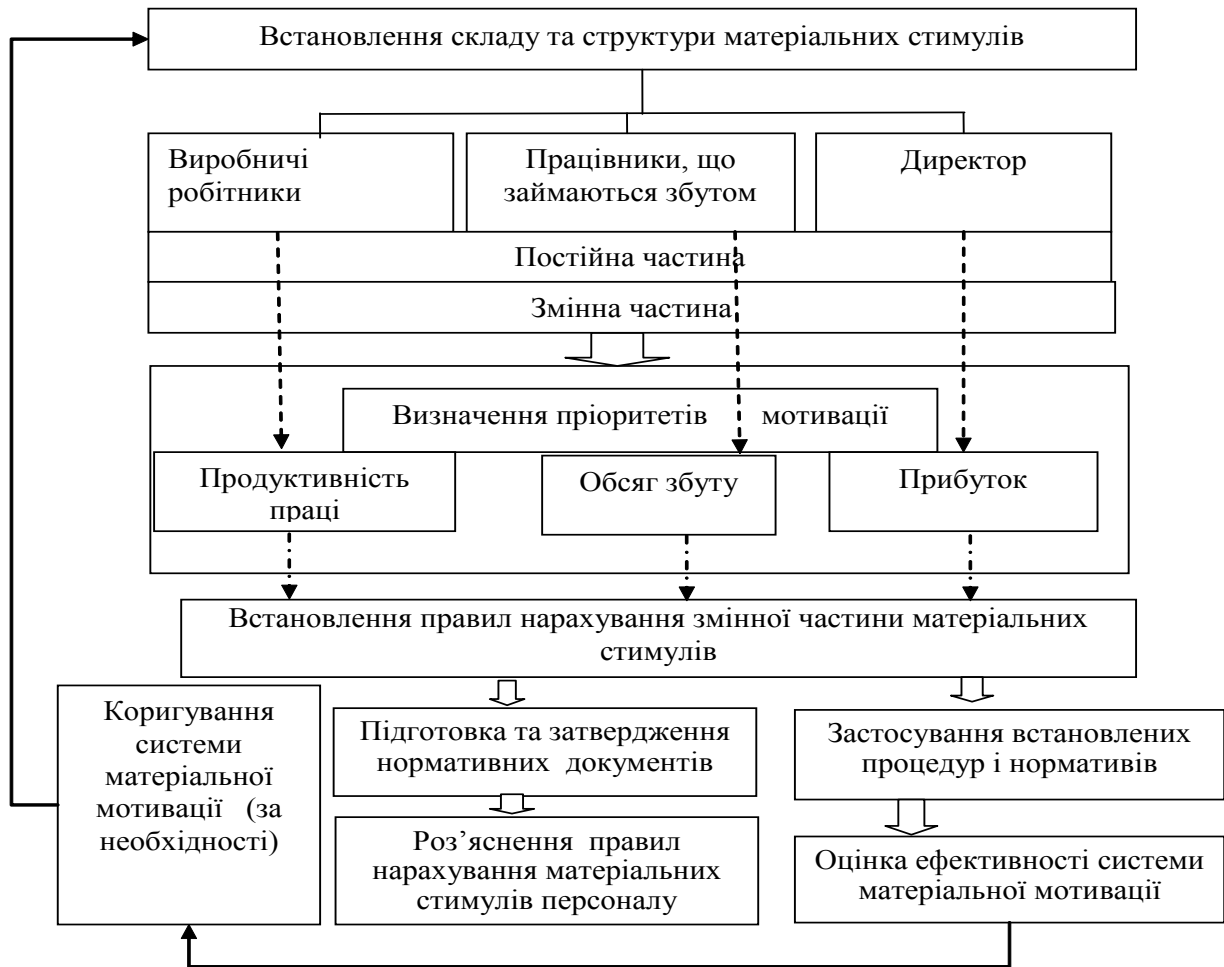 Встановлення складу та структури матеріальних стимулів
Виробничі
робітники
Працівники, що
займаються збутом
Директор
Постійна частина
Змінна частина
Визначення пріоритетів мотивації
Продуктивність
праці
Обсяг збуту
Прибуток
Встановлення правил нарахування змінної частини матеріальних
стимулів
Коригування
системи
матеріальної
мотивації (за
необхідності)
Підготовка та затвердження
нормативних документів
Роз’яснення правил
нарахування матеріальних
стимулів персоналу
Застосування встановлених
процедур і нормативів
Оцінка ефективності системи
матеріальної мотивації